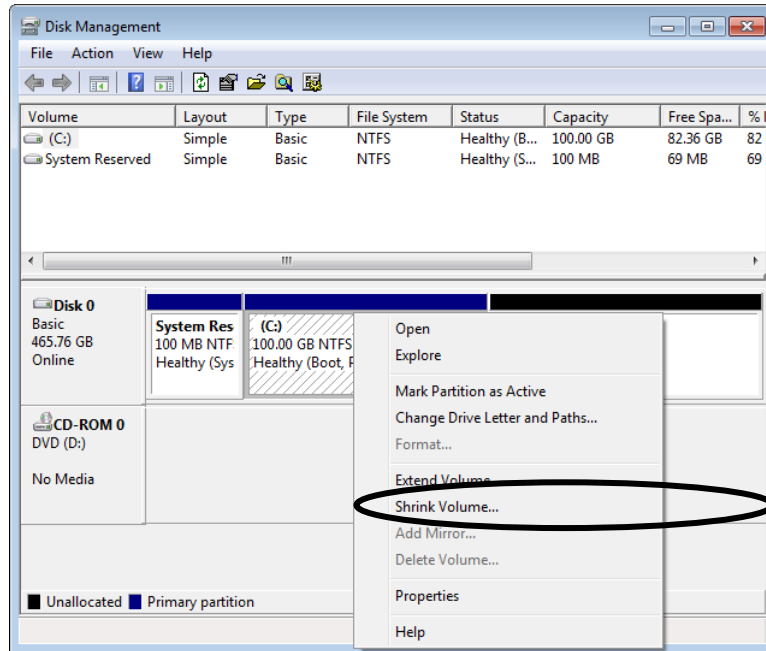 Disk Management
File Action View Help
Volume Layout Type File System Status Capacity Free Spa... %
(C:) Simple Basic NTFS Healthy (B... 100.00 GB 82.36 GB 82
System Reserved Simple Basic NTFS Healthy (S... 100 MB 69 MB 69
Disk 0
Basic
465.76 GB
Online
System Res
100 MB NTF
Healthy (Sys
(C:)
100.00 GB NTFS
Healthy (Boot, P
CD-ROM 0
DVD (D:)
No Media
Open
Explore
Mark Partition as Active
Change Drive Letter and Paths...
Format...
Extend Volume...
Shrink Volume...
Add Mirror...
Delete Volume...
Properties
Help
Unallocated Primary partition